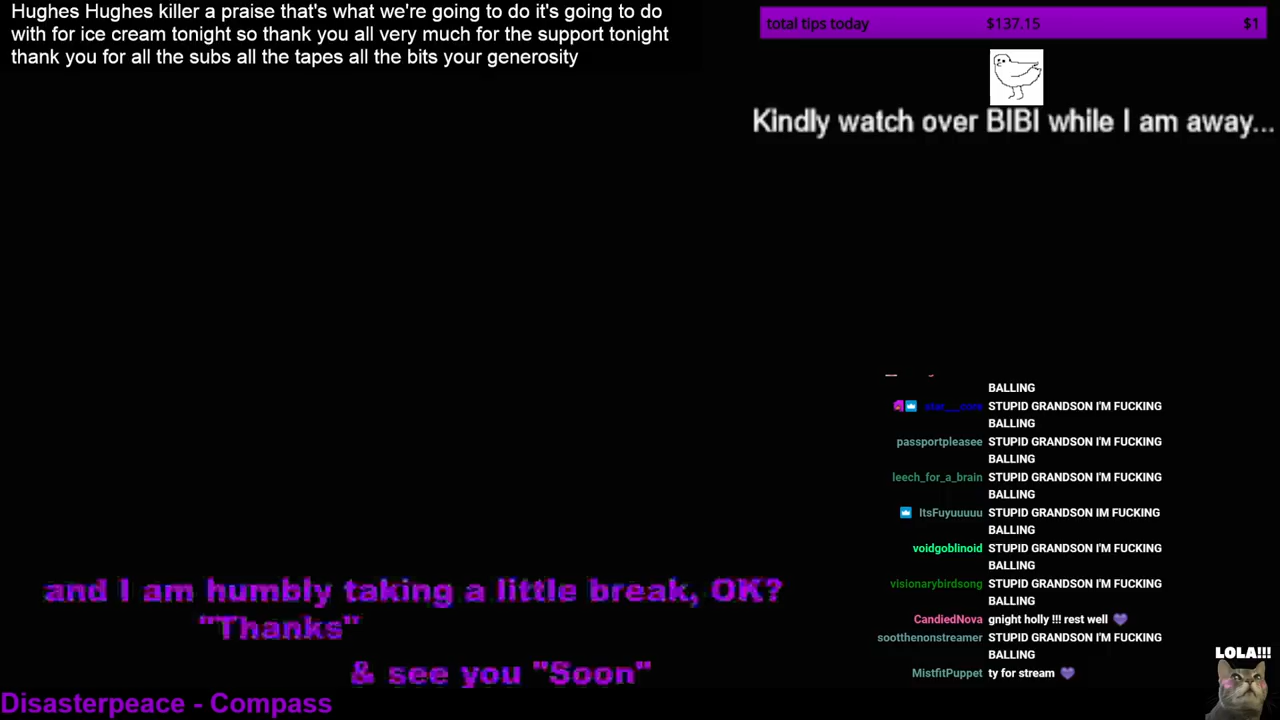 Hughes Hughes killer a praise that's what we're going to do it's going to do
with for ice cream tonight so thank you all very much for the support tonight
thank you for all the subs all the tapes all the bits your generosity
total tips today $137.15 $1
Kindly watch over BIBI while I am away...
BALLING
STUPID GRANDSON I'M FUCKING
BALLING
passportpleasee STUPID GRANDSON I'M FUCKING
BALLING
leech_for_a_brain STUPID GRANDSON I'M FUCKING
BALLING
ItsFuyuuuuu STUPID GRANDSON IM FUCKING
BALLING
voidgoblinoid STUPID GRANDSON I'M FUCKING
BALLING
visionarybirdsong STUPID GRANDSON I'M FUCKING
BALLING
CandiedNova gnight holly !!! rest well 💜
sootthenonstreamer STUPID GRANDSON I'M FUCKING
BALLING
MistfitPuppet ty for stream 💜
and I am humbly taking a little break, OK?
"Thanks"
& see you "Soon"
LOLA!!!
Disasterpeace - Compass